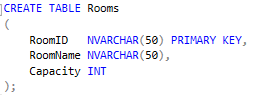 CREATE TABLE Rooms
(
    RoomID   NVARCHAR(50) PRIMARY KEY,
    RoomName NVARCHAR(50),
    Capacity INT
);